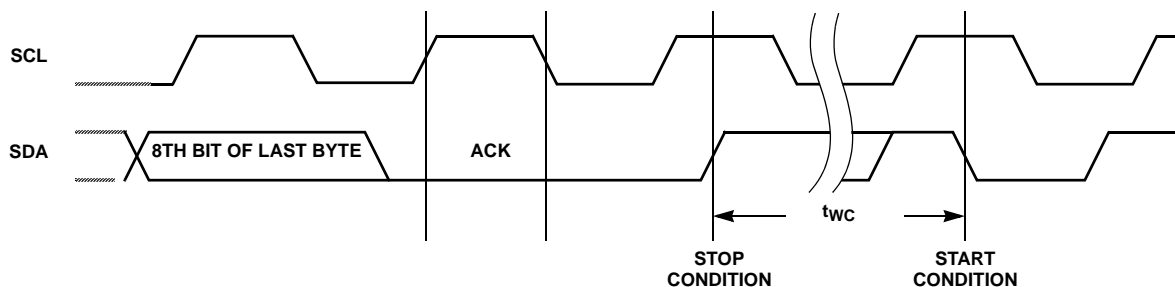 SCL
SDA
8TH BIT OF LAST BYTE
ACK
tWC
STOP
CONDITION
START
CONDITION